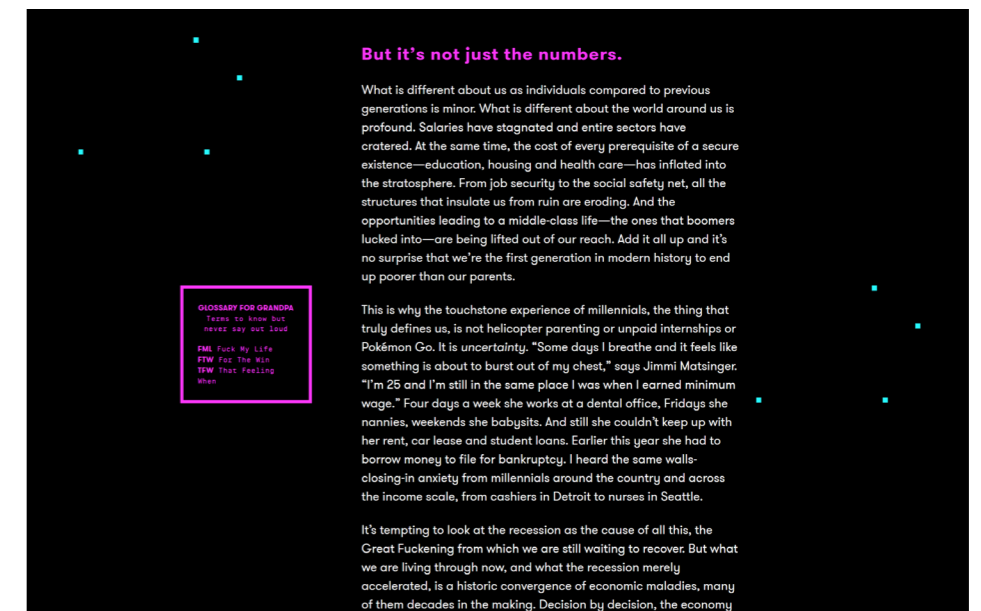 But it's not just the numbers.
What is different about us as individuals compared to previous
generations is minor. What is different about the world around us is
profound. Salaries have stagnated and entire sectors have
cratered. At the same time, the cost of every prerequisite of a secure
existence—education, housing and health care—has inflated into
the stratosphere. From job security to the social safety net, all the
structures that insulate us from ruin are eroding. And the
opportunities leading to a middle-class life—the ones that boomers
lucked into—are being lifted out of our reach. Add it all up and it's
no surprise that we're the first generation in modern history to end
up poorer than our parents.
GLOSSARY FOR GRANDPA
Terms to know but
never say out loud
FML Fuck My Life
FTW For The Win
TFW That Feeling
When
This is why the touchstone experience of millennials, the thing that
truly defines us, is not helicopter parenting or unpaid internships or
Pokémon Go. It is uncertainty. “Some days I breathe and it feels like
something is about to burst out of my chest,” says Jimmi Matsinger.
“I'm 25 and I'm still in the same place I was when I earned minimum
wage.” Four days a week she works at a dental office, Fridays she
nannies, weekends she babysits. And still she couldn't keep up with
her rent, car lease and student loans. Earlier this year she had to
borrow money to file for bankruptcy. I heard the same walls-
closing-in anxiety from millennials around the country and across
the income scale, from cashiers in Detroit to nurses in Seattle.
It's tempting to look at the recession as the cause of all this, the
Great Fuckening from which we are still waiting to recover. But what
we are living through now, and what the recession merely
accelerated, is a historic convergence of economic maladies, many
of them decades in the making. Decision by decision, the economy